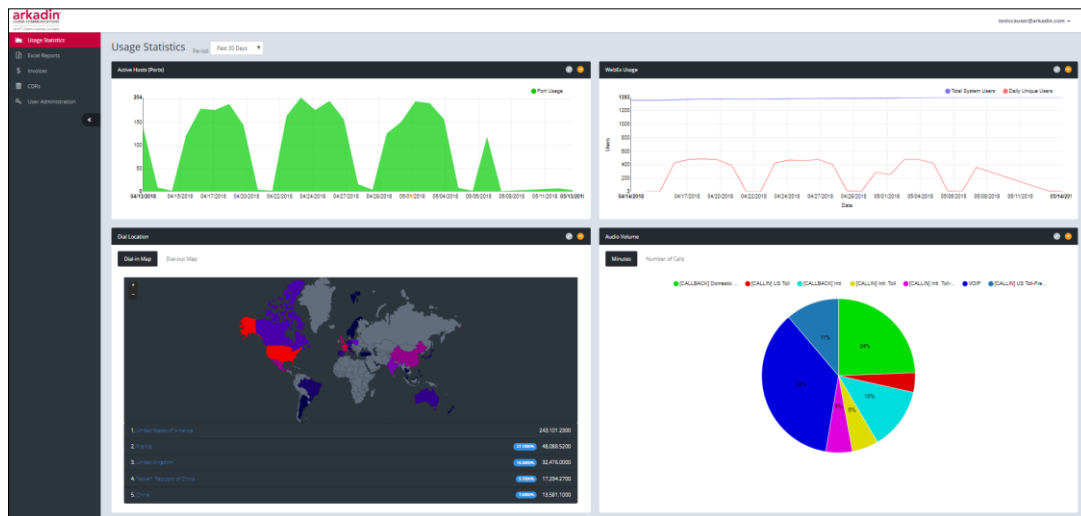 arkadin
testccauser@arkadin.com
Usage Statistics
Excel Reports
Invoices
CDRs
User Administration
Usage Statistics
Period: Past 30 Days
Active Hosts (Ports)
Port Usage
204
150
100
50
0
04/13/2018 04/15/2018 04/17/2018 04/20/2018 04/22/2018 04/24/2018 04/27/2018 04/29/2018 05/01/2018 05/04/2018 05/06/2018 05/08/2018 05/11/2018 05/13/201
WebEx Usage
Total System Users Daily Unique Users
1383
1200
1000
800
600
400
200
3
Users
04/14/2018 04/17/2018 04/20/2018 04/22/2018 04/24/2018 04/27/2018 04/29/2018 05/01/2018 05/04/2018 05/06/2018 05/08/2018 05/11/2018 05/14/201
Date
Dial Location
Dial-in Map Dial-out Map
+
-
1. United States of America 243,101.2300
2. France 48,088.5200
3. United Kingdom 32,476.0000
4. Taiwan, Republic of China 17,294.2700
5. China 13,581.1000
Audio Volume
Minutes Number of Calls
[CALLBACK] Domestic ... [CALLIN] US Toll [CALLBACK] Intl. [CALLIN] Intl. Toll [CALLIN] Intl. Toll-... VOIP [CALLIN] US Toll-Fre...
11%
24%
12%